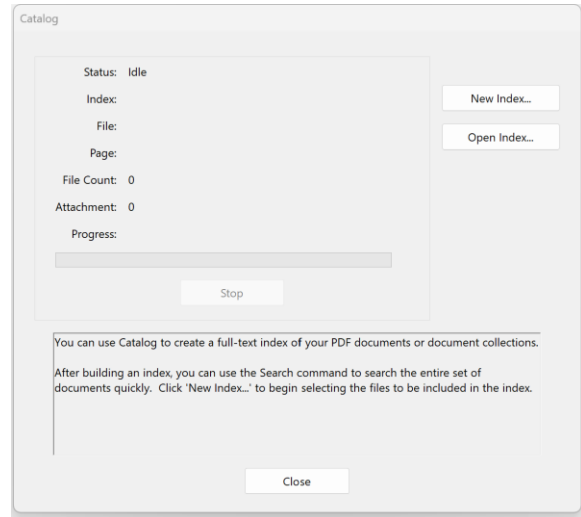 Catalog
Status: Idle
Index:
File:
Page:
File Count: 0
Attachment: 0
Progress:
Stop
New Index...
Open Index...
You can use Catalog to create a full-text index of your PDF documents or document collections.
After building an index, you can use the Search command to search the entire set of
documents quickly.  Click 'New Index...' to begin selecting the files to be included in the index.
Close